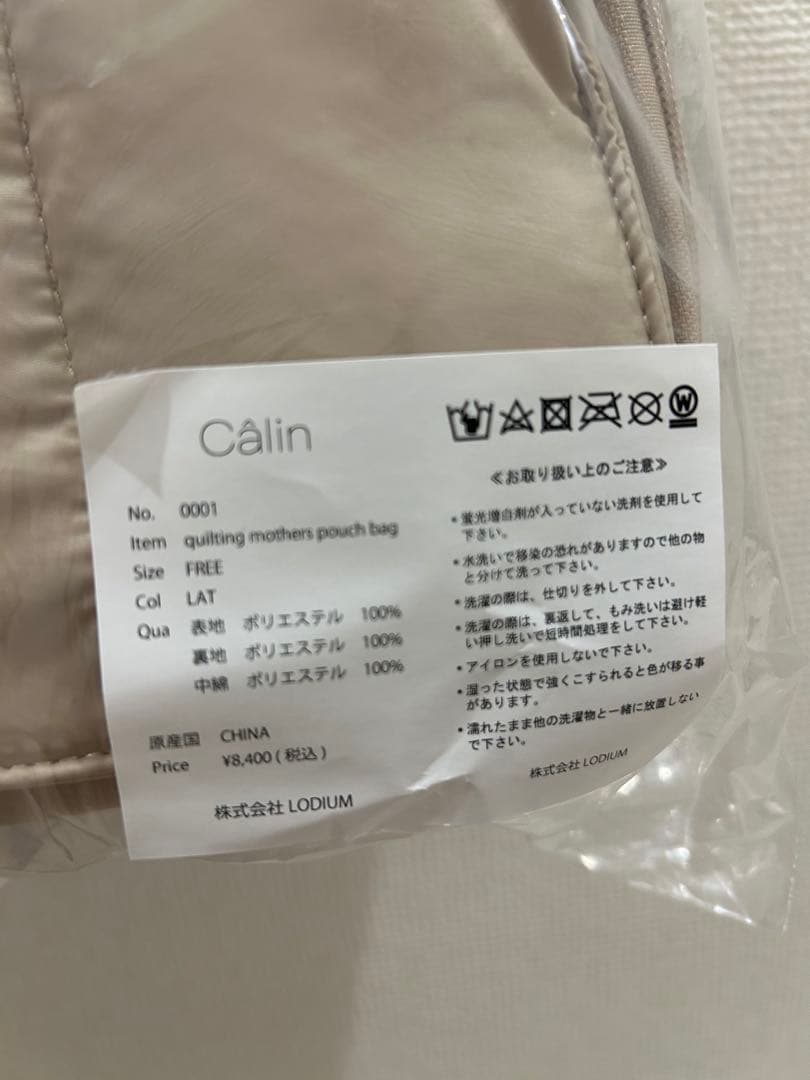 Câlin
No. 0001
Item quilting mothers pouch bag
Size FREE
Col LAT
Qua 表地 ポリエステル 100%
裏地 ポリエステル 100%
中綿 ポリエステル 100%
原産国 CHINA
Price ¥8,400 (税込)
株式会社 LODIUM
W
≪お取り扱い上のご注意≫
・蛍光増白剤が入っていない洗剤を使用して
下さい。
・水洗いで移染の恐れがありますので他の物
と分けて洗って下さい。
・洗濯の際は、仕切りを外して下さい。
・洗濯の際は、裏返して、もみ洗いは避け軽
い押し洗いで短時間処理をして下さい。
・アイロンを使用しないで下さい。
・湿った状態で強くこすられると色が移る事
があります。
・濡れたまま他の洗濯物と一緒に放置しない
で下さい。
株式会社 LODIUM